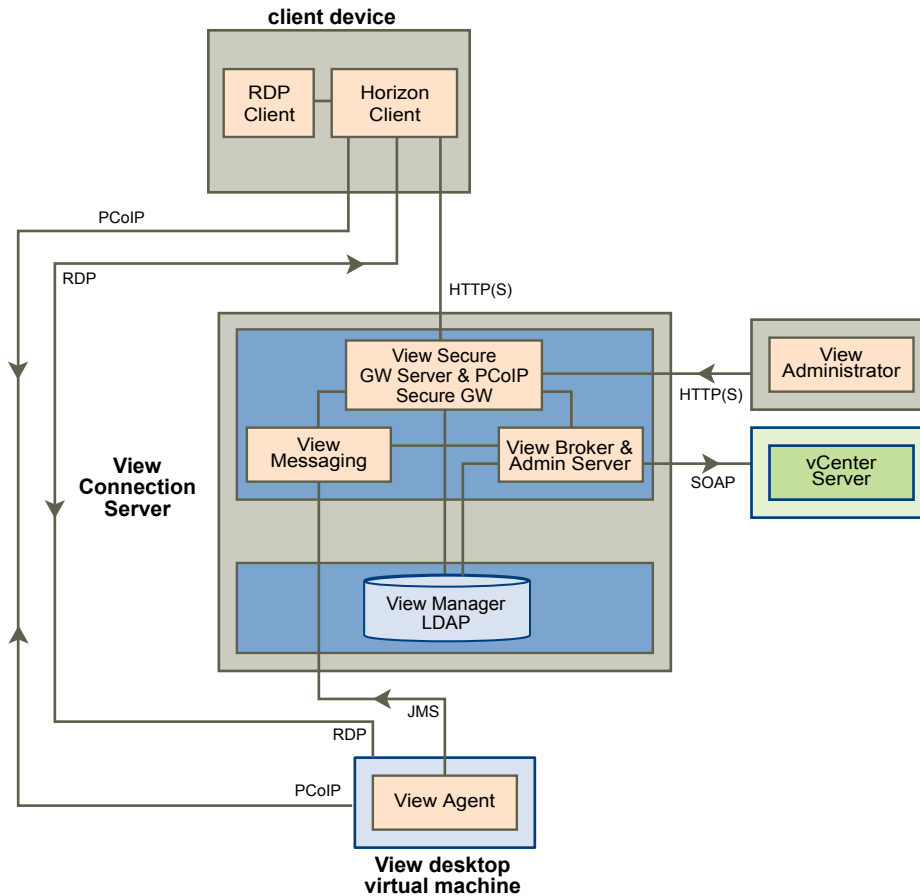 client device
RDP
Client
Horizon
Client
PCoIP
RDP
HTTP(S)
View Secure
GW Server & PCoIP
Secure GW
View
Administrator
HTTP(S)
View
Messaging
View Broker &
Admin Server
vCenter
Server
SOAP
View
Connection
Server
View Manager
LDAP
JMS
RDP
PCoIP
View Agent
View desktop
virtual machine